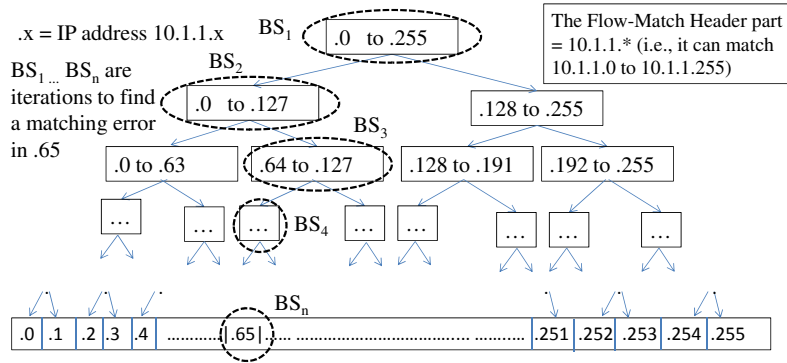 .x = IP address 10.1.1.x
BS1
.0 to .255
The Flow-Match Header part
= 10.1.1.* (i.e., it can match
10.1.1.0 to 10.1.1.255)
BS1 ... BSn are
iterations to find
a matching error
in .65
BS2
.0 to .127
.128 to .255
BS3
.0 to .63
.64 to .127
.128 to .191
.192 to .255
... ... ... ... ... ... ...
BS4
BSn
.0 .1 .2 .3 .4 ............|.65|..... ................................ ............ .251 .252 .253 .254 .255